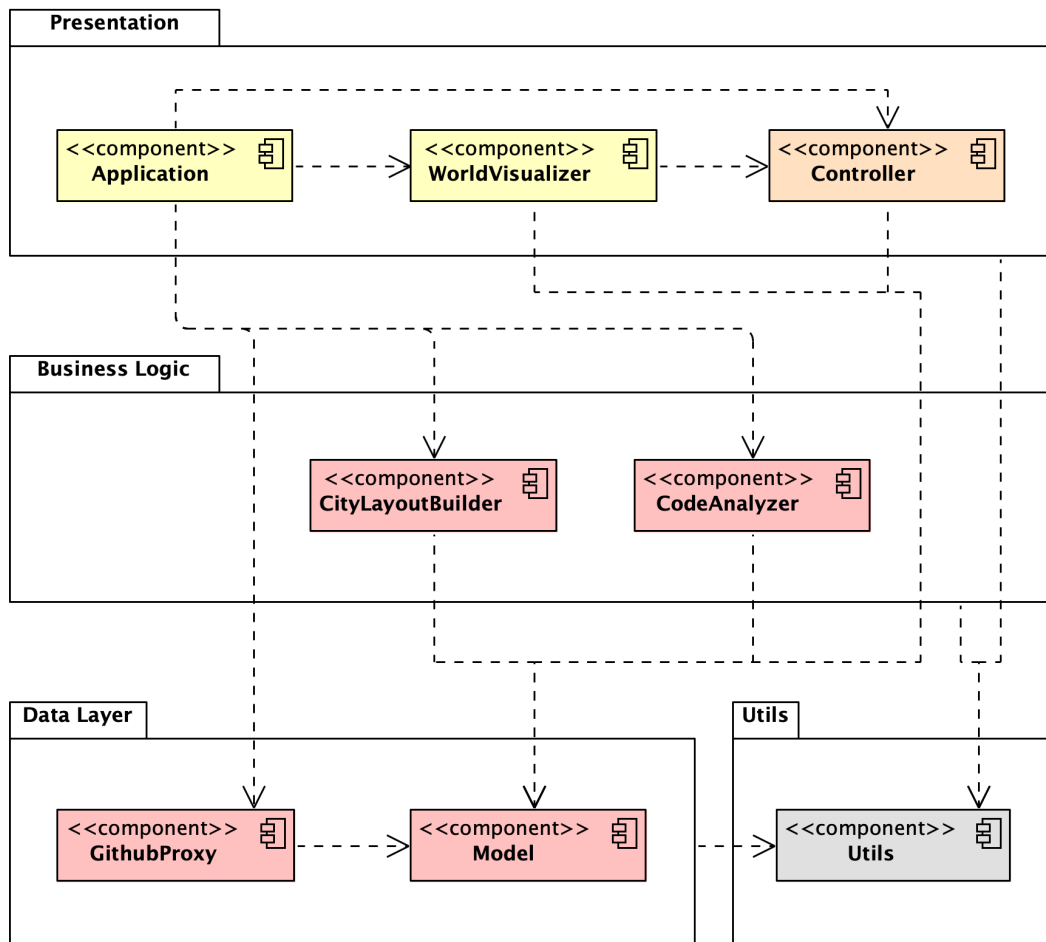 Presentation
<<component>>
Application
<<component>>
WorldVisualizer
<<component>>
Controller
Business Logic
<<component>>
CityLayoutBuilder
<<component>>
CodeAnalyzer
Data Layer
Utils
<<component>>
GithubProxy
<<component>>
Model
<<component>>
Utils